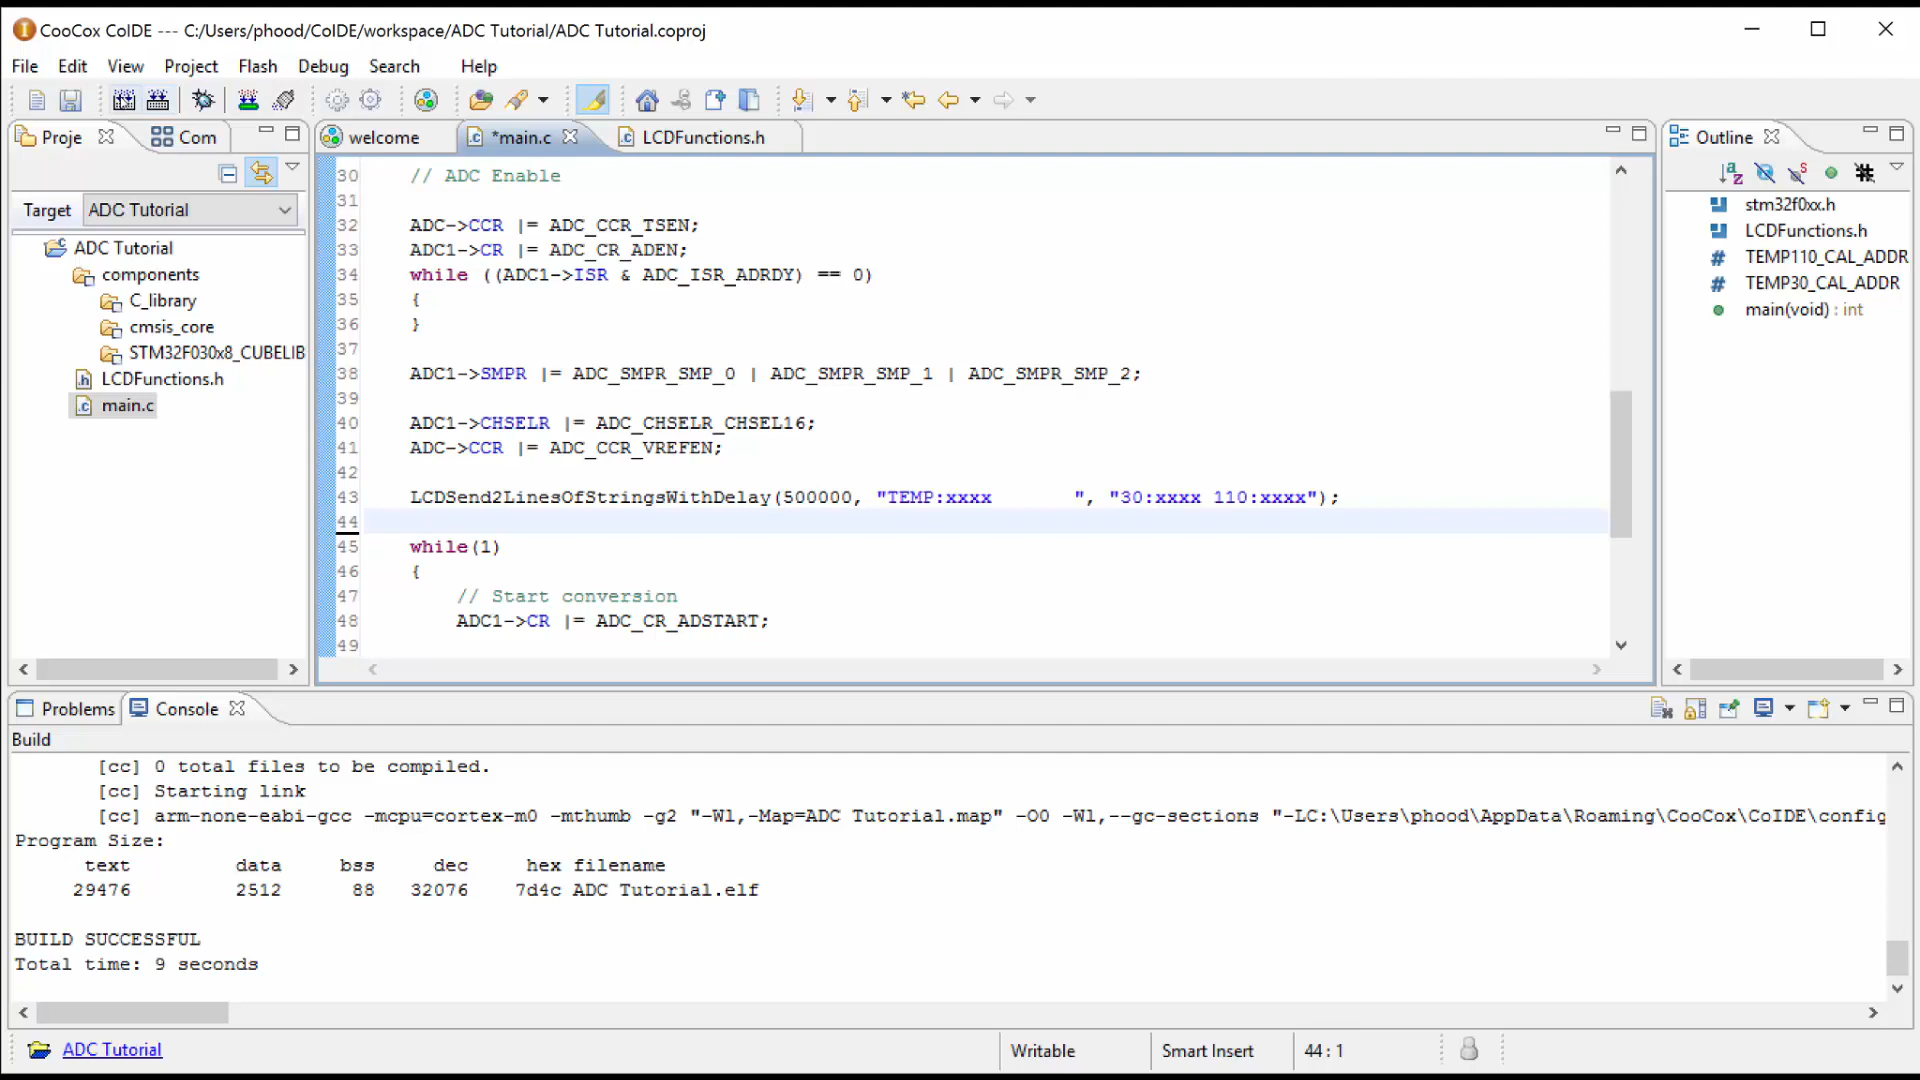 CooCox CoIDE --- C:/Users/phood/CoIDE/workspace/ADC Tutorial/ADC Tutorial.coproj
File Edit View Project Flash Debug Search Help
Proje Com
welcome *main.c LCDFunctions.h
Outline
Target ADC Tutorial
ADC Tutorial
components
C_library
cmsis_core
STM32F030x8_CUBELIB
LCDFunctions.h
main.c
30 // ADC Enable
31
32 ADC->CCR |= ADC_CCR_TSEN;
33 ADC1->CR |= ADC_CR_ADEN;
34 while ((ADC1->ISR & ADC_ISR_ADRDY) == 0)
35 {
36 }
37
38 ADC1->SMPR |= ADC_SMPR_SMP_0 | ADC_SMPR_SMP_1 | ADC_SMPR_SMP_2;
39
40 ADC1->CHSELR |= ADC_CHSELR_CHSEL16;
41 ADC->CCR |= ADC_CCR_VREFEN;
42
43 LCDSend2LinesOfStringsWithDelay(500000, "TEMP:xxxx       ", "30:xxxx 110:xxxx");
44
45 while(1)
46 {
47 // Start conversion
48 ADC1->CR |= ADC_CR_ADSTART;
49
stm32f0xx.h
LCDFunctions.h
TEMP110_CAL_ADDR
TEMP30_CAL_ADDR
main(void) : int
Problems Console
Build
[cc] 0 total files to be compiled.
[cc] Starting link
[cc] arm-none-eabi-gcc -mcpu=cortex-m0 -mthumb -g2 "-Wl,-Map=ADC Tutorial.map" -O0 -Wl,--gc-sections "-LC:\Users\phood\AppData\Roaming\CooCox\CoIDE\config
Program Size:
text data bss dec hex filename
29476 2512 88 32076 7d4c ADC Tutorial.elf
BUILD SUCCESSFUL
Total time: 9 seconds
ADC Tutorial Writable Smart Insert 44 : 1